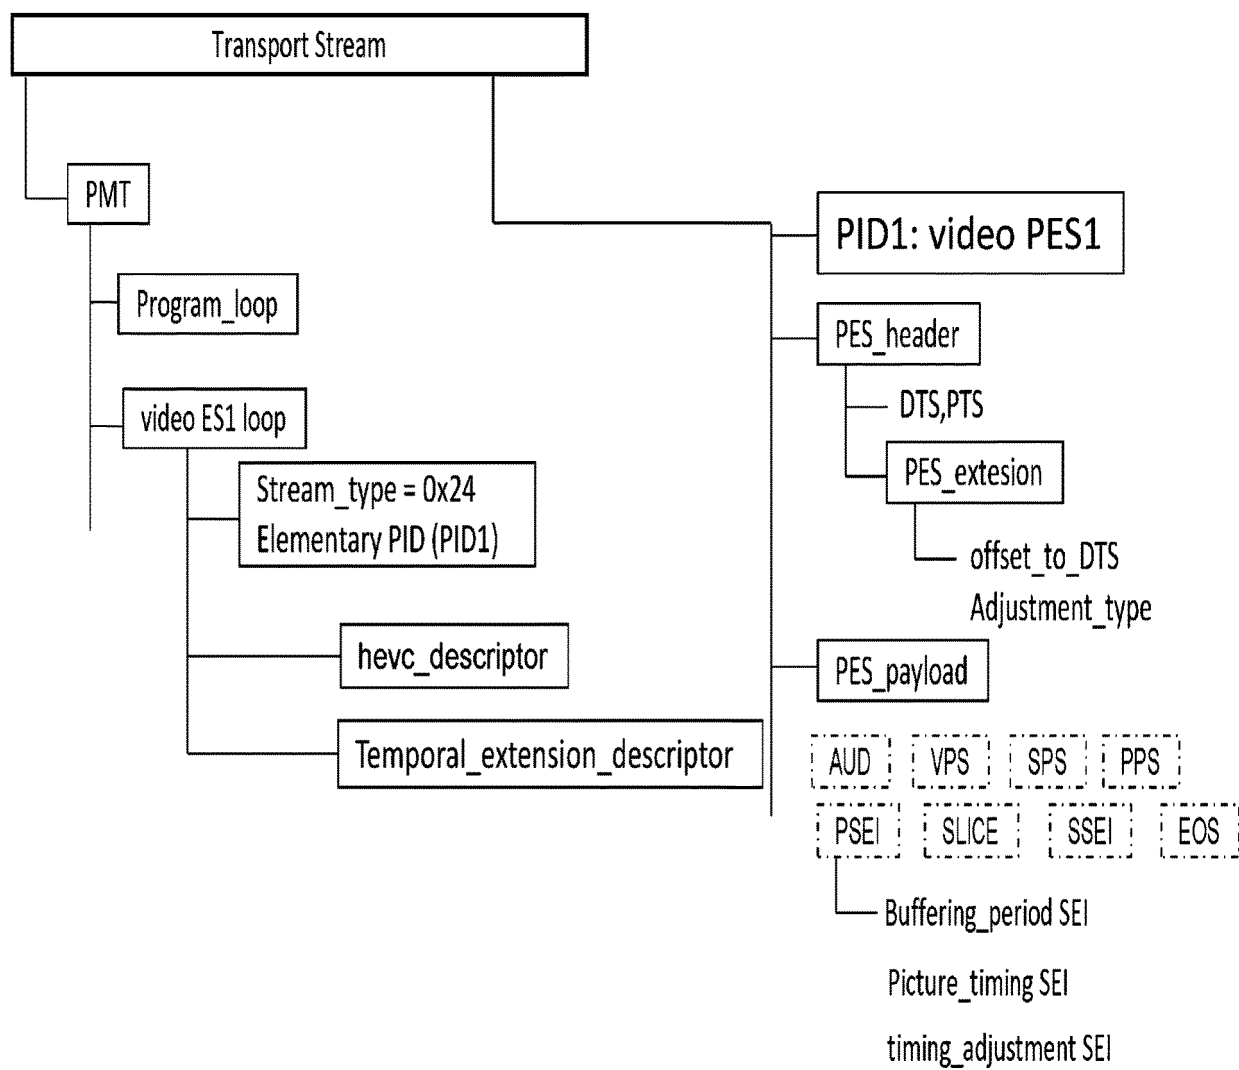 Transport Stream
PMT
Program_loop
video ES1 loop
Stream_type = 0x24
Elementary PID (PID1)
hevc_descriptor
Temporal_extension_descriptor
PID1: video PES1
PES_header
DTS,PTS
PES_extesion
offset_to_DTS
Adjustment_type
PES_payload
AUD VPS SPS PPS
PSEI SLICE SSEI EOS
Buffering_period SEI
Picture_timing SEI
timing_adjustment SEI